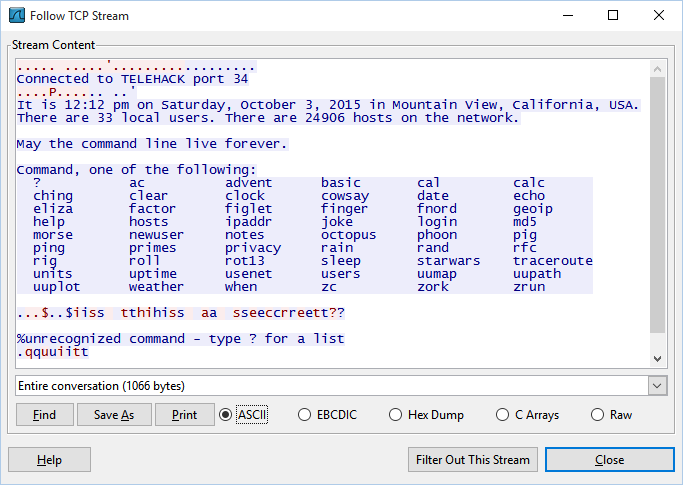 Follow TCP Stream
Stream Content
..... .....'..................
Connected to TELEHACK port 34
....P...... ..'
It is 12:12 pm on Saturday, October 3, 2015 in Mountain View, California, USA.
There are 33 local users. There are 24906 hosts on the network.
May the command line live forever.
Command, one of the following:
? ac advent basic cal calc
ching clear clock cowsay date echo
eliza factor figlet finger fnord geoip
help hosts ipaddr joke login md5
morse newuser notes octopus phoon pig
ping primes privacy rain rand rfc
rig roll rot13 sleep starwars traceroute
units uptime usenet users uumap uupath
uuplot weather when zc zork zrun
...$..$iiss  tthihiss  aa  sseeccrreett??
%unrecognized command - type ? for a list
.qquuiitt
Entire conversation (1066 bytes)
Find Save As Print ASCII EBCDIC Hex Dump C Arrays Raw
Help Filter Out This Stream Close